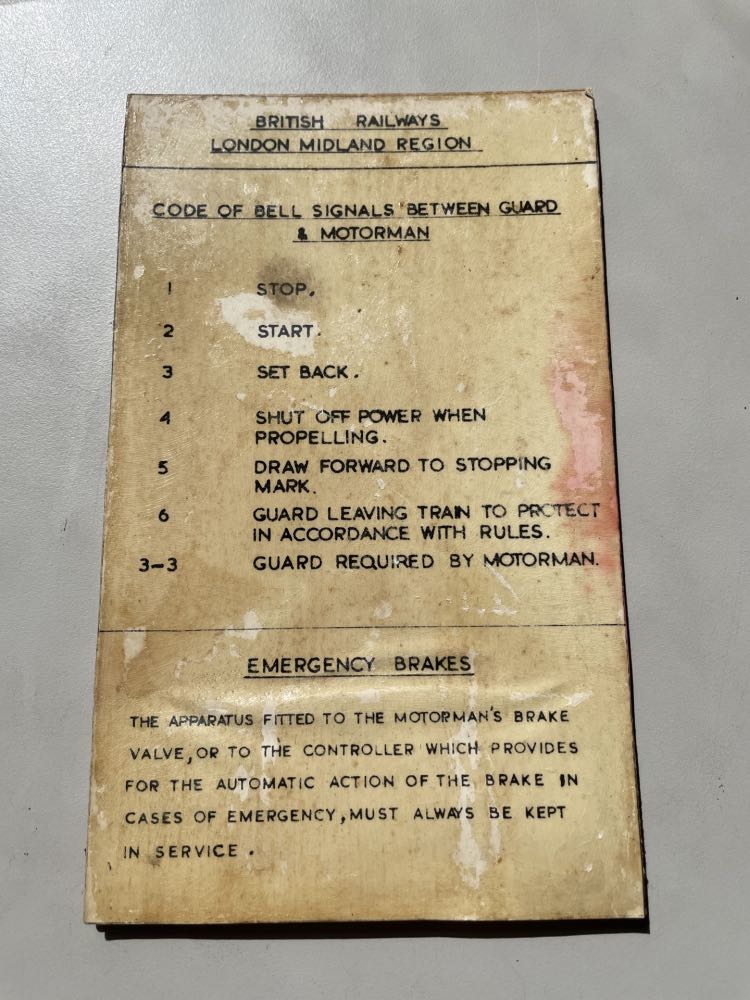 BRITISH RAILWAYS
LONDON MIDLAND REGION
CODE OF BELL SIGNALS BETWEEN GUARD
& MOTORMAN
1 STOP.
2 START.
3 SET BACK.
4 SHUT OFF POWER WHEN
PROPELLING.
5 DRAW FORWARD TO STOPPING
MARK.
6 GUARD LEAVING TRAIN TO PROTECT
IN ACCORDANCE WITH RULES.
3-3 GUARD REQUIRED BY MOTORMAN.
EMERGENCY BRAKES
THE APPARATUS FITTED TO THE MOTORMAN'S BRAKE
VALVE, OR TO THE CONTROLLER WHICH PROVIDES
FOR THE AUTOMATIC ACTION OF THE BRAKE IN
CASES OF EMERGENCY, MUST ALWAYS BE KEPT
IN SERVICE.